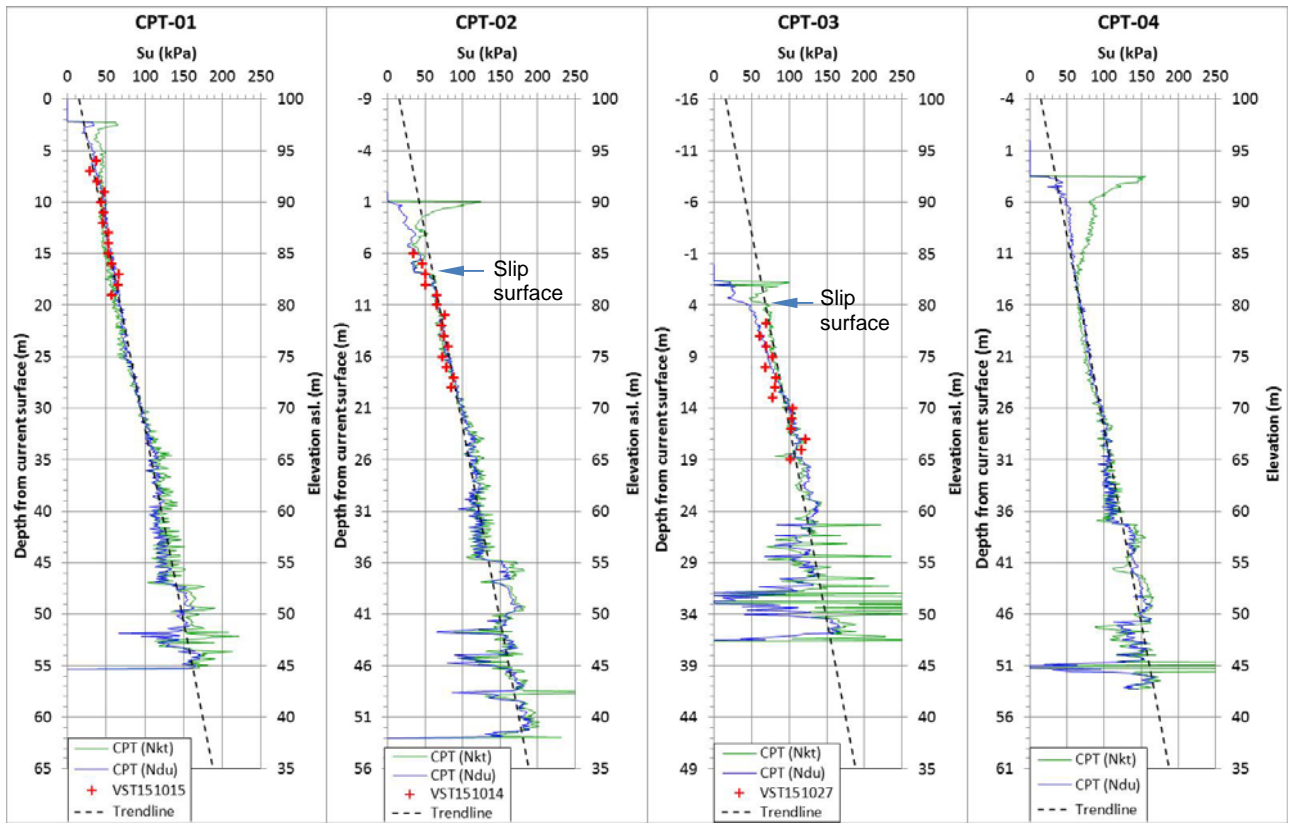 CPT-01
Su (kPa)
0 50 100 150 200 250
0 5 10 15 20 25 30 35 40 45 50 55 60 65
Depth from current surface (m)
100 95 90 85 80 75 70 65 60 55 50 45 40 35
Elevation asl. (m)
CPT (Nkt)
CPT (Ndu)
VST151015
Trendline
CPT-02
Su (kPa)
0 50 100 150 200 250
-9 -4 1 6 11 16 21 26 31 36 41 46 51 56
Depth from current surface (m)
Slip
surface
100 95 90 85 80 75 70 65 60 55 50 45 40 35
Elevation asl. (m)
CPT (Nkt)
CPT (Ndu)
VST151014
Trendline
CPT-03
Su (kPa)
0 50 100 150 200 250
-16 -11 -6 -1 4 9 14 19 24 29 34 39 44 49
Depth from current surface (m)
Slip
surface
100 95 90 85 80 75 70 65 60 55 50 45 40 35
Elevation asl. (m)
CPT (Nkt)
CPT (Ndu)
VST151027
Trendline
CPT-04
Su (kPa)
0 50 100 150 200 250
-4 1 6 11 16 21 26 31 36 41 46 51 56 61
Depth from current surface (m)
100 95 90 85 80 75 70 65 60 55 50 45 40 35
Elevation (m)
CPT (Nkt)
CPT (Ndu)
Trendline